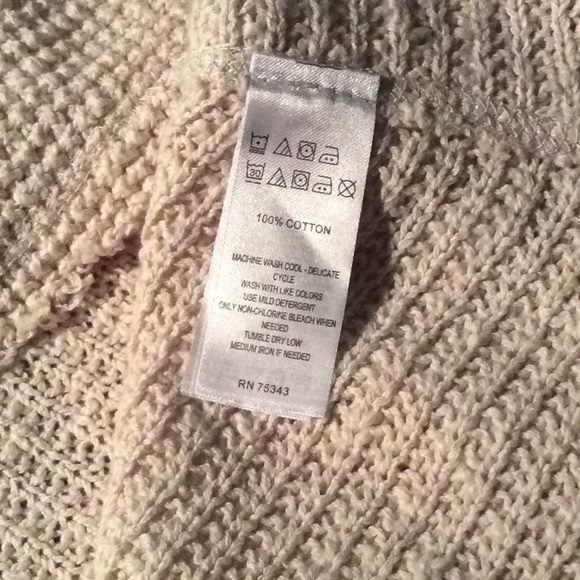 30
100% COTTON
MACHINE WASH COOL - DELICATE
CYCLE
WASH WITH LIKE COLORS
USE MILD DETERGENT
ONLY NON-CHLORINE BLEACH WHEN
NEEDED
TUMBLE DRY LOW
MEDIUM IRON IF NEEDED
RN 75343